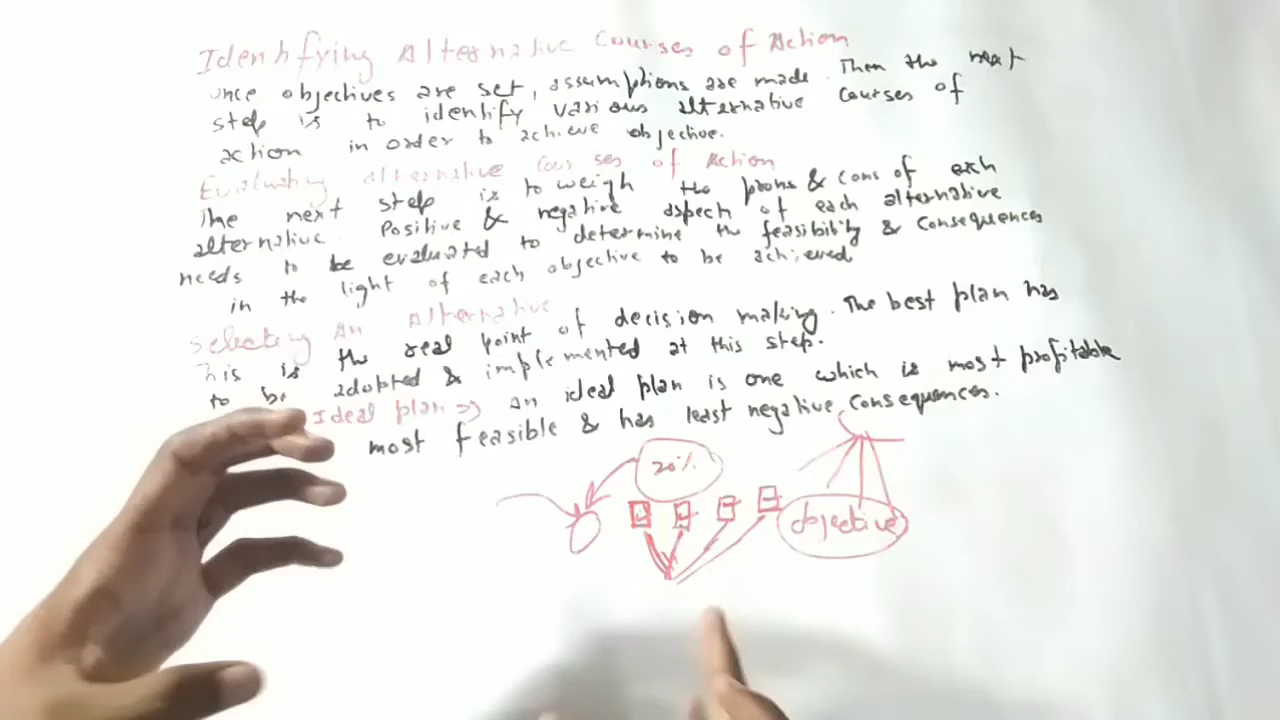 Identifying Alternative Courses of Action
once objectives are set, assumptions are made. Then the next
step is to identify various alternative courses of
action in order to achieve objective.
Evaluating alternative courses of Action
The next step is to weigh the prons & cons of each
alternative. Positive & negative aspect of each alternative
needs to be evaluated to determine the feasibility & consequences
in the light of each objective to be achieved.
Selecting An Alternative
This is the real point of decision making. The best plan has
to be adopted & implemented at this step.
Ideal plan => An ideal plan is one which is most profitable
most feasible & has least negative consequences.
20%
objective